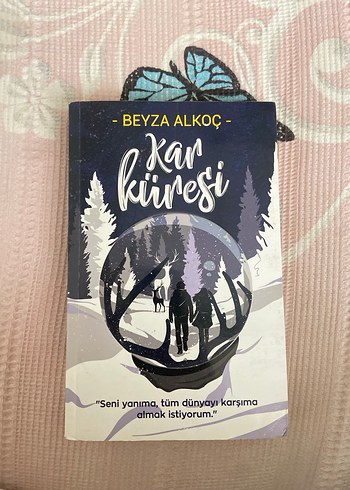 - BEYZA ALKOÇ -
Kar
küresi
"Seni yanıma, tüm dünyayı karşıma
almak istiyorum."